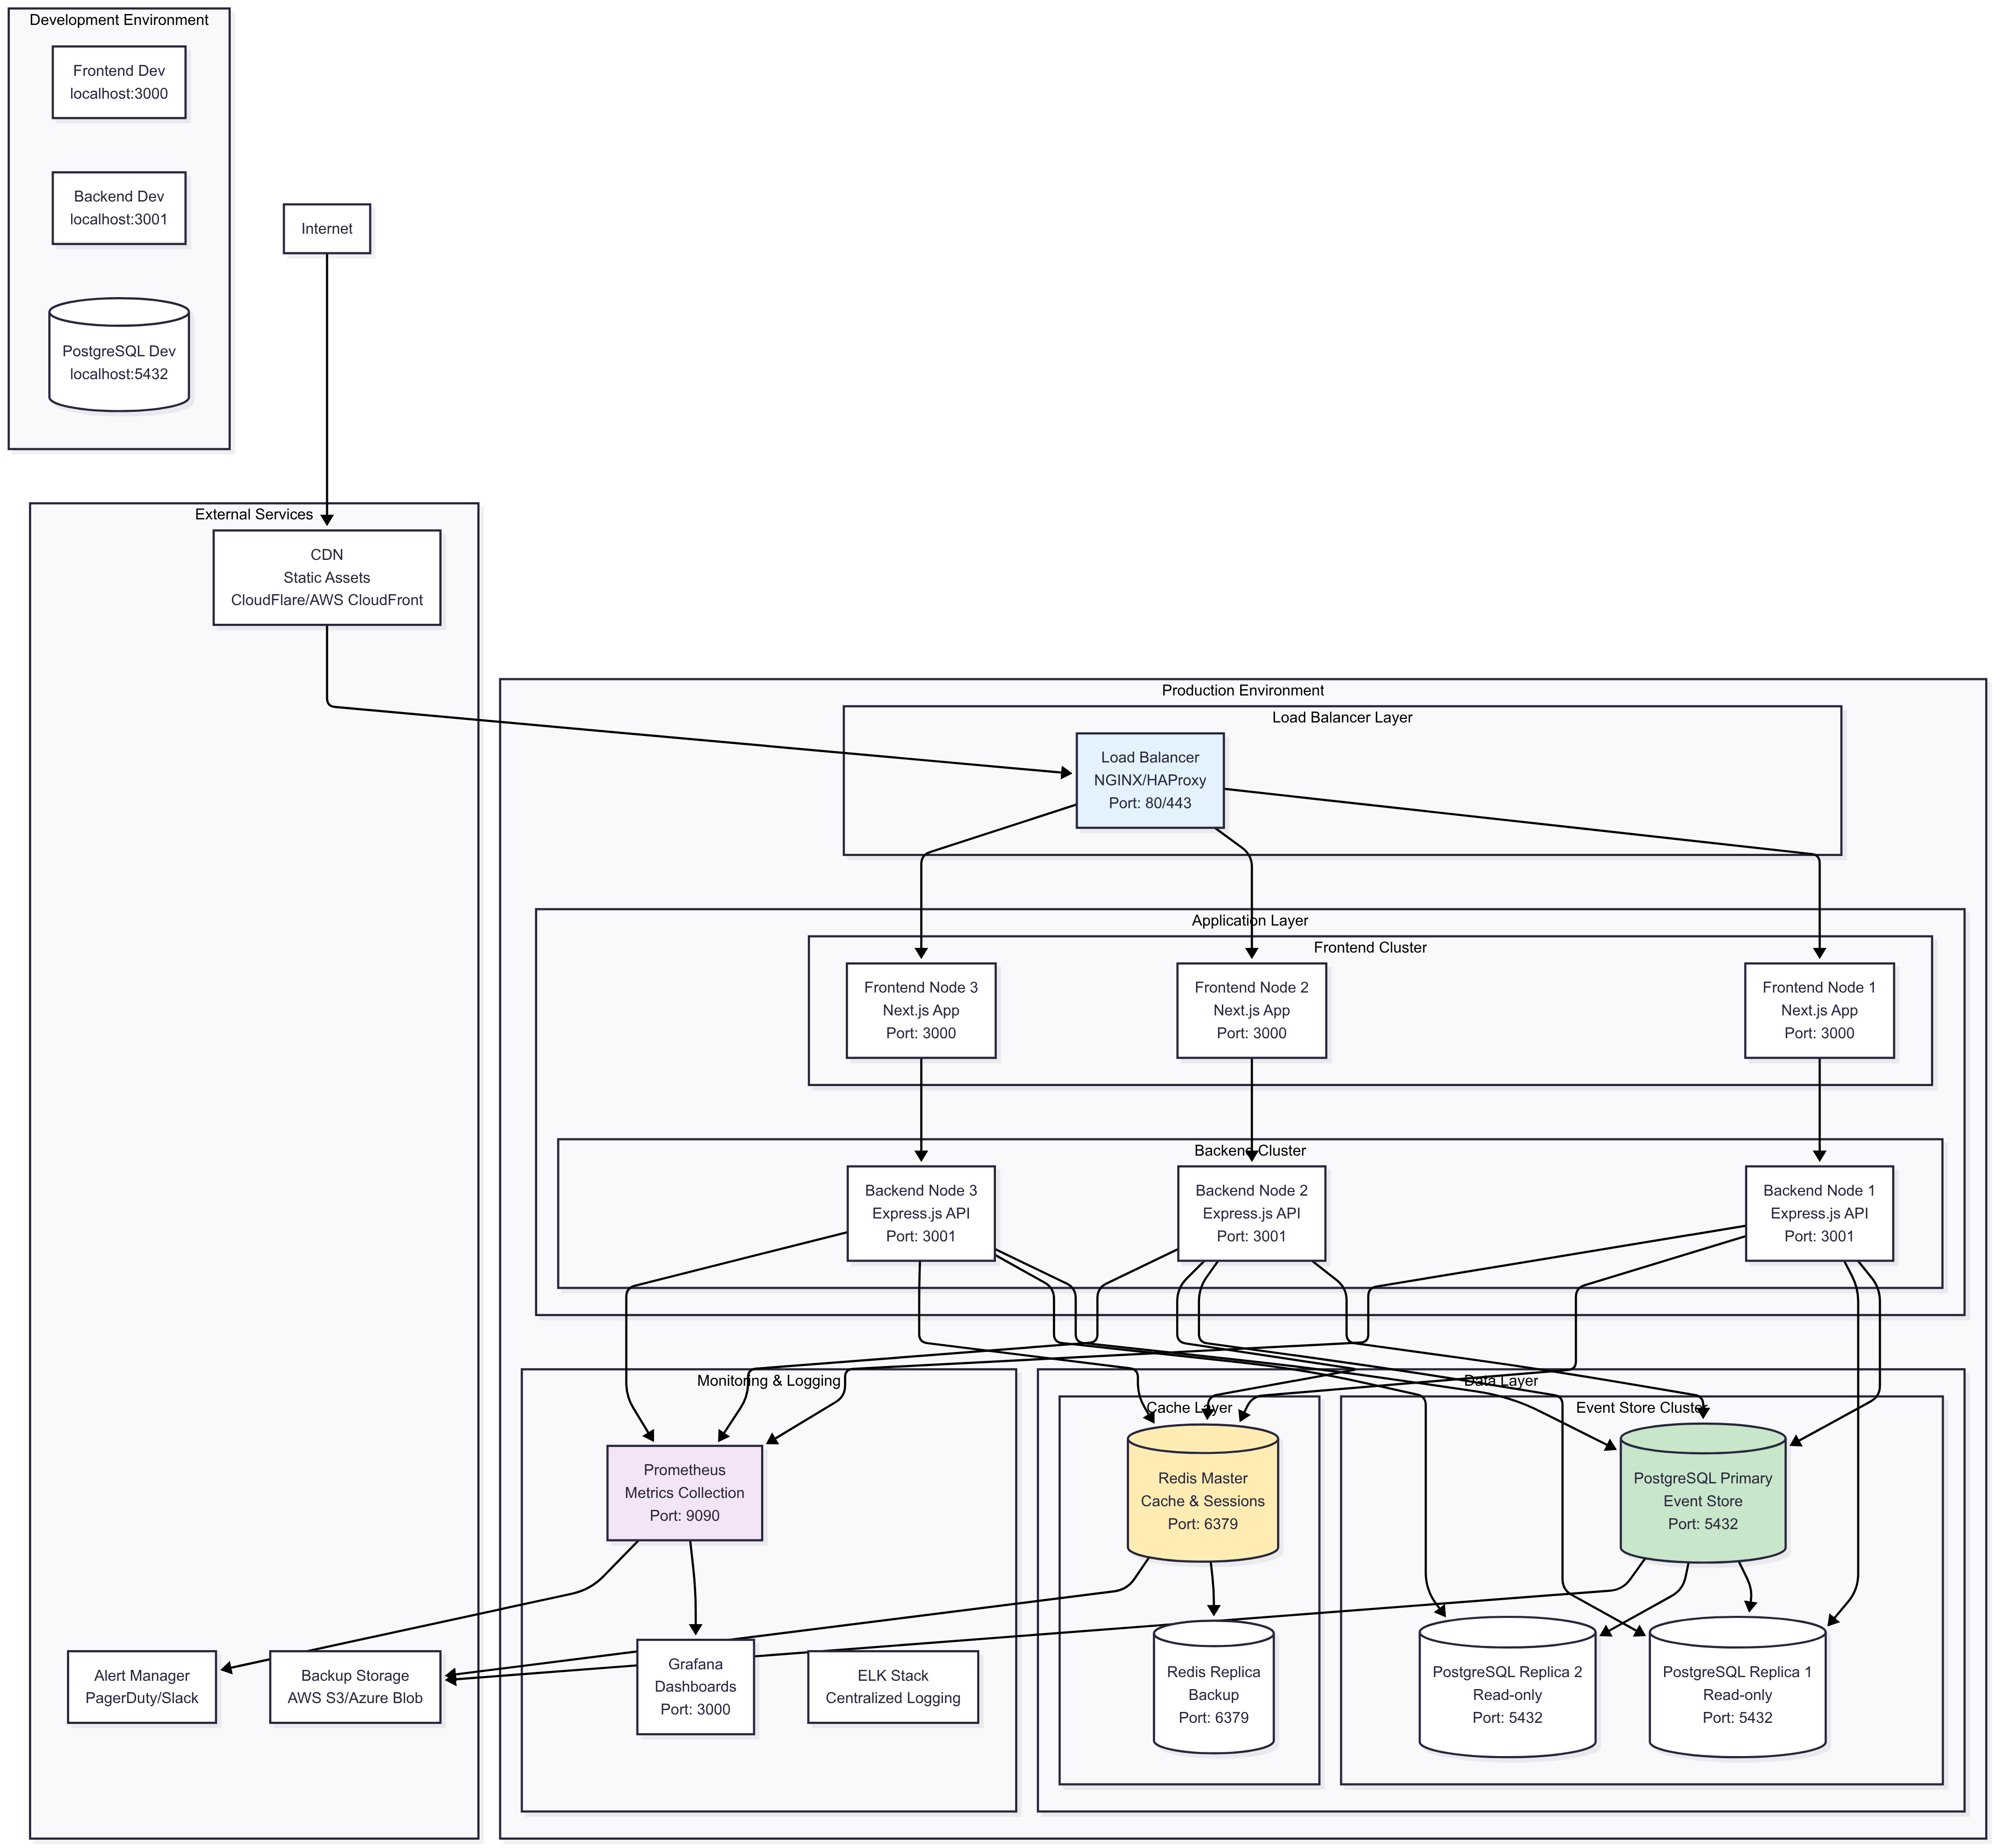 Development Environment
Frontend Dev
localhost:3000
Backend Dev
localhost:3001
PostgreSQL Dev
localhost:5432
Internet
External Services
CDN
Static Assets
CloudFlare/AWS CloudFront
Production Environment
Load Balancer Layer
Load Balancer
NGINX/HAProxy
Port: 80/443
Application Layer
Frontend Cluster
Frontend Node 3
Next.js App
Port: 3000
Frontend Node 2
Next.js App
Port: 3000
Frontend Node 1
Next.js App
Port: 3000
Backend Cluster
Backend Node 3
Express.js API
Port: 3001
Backend Node 2
Express.js API
Port: 3001
Backend Node 1
Express.js API
Port: 3001
Monitoring & Logging
Prometheus
Metrics Collection
Port: 9090
Data Layer
Cache Layer
Redis Master
Cache & Sessions
Port: 6379
Event Store Cluster
PostgreSQL Primary
Event Store
Port: 5432
Alert Manager
PagerDuty/Slack
Backup Storage
AWS S3/Azure Blob
Grafana
Dashboards
Port: 3000
ELK Stack
Centralized Logging
Redis Replica
Backup
Port: 6379
PostgreSQL Replica 2
Read-only
Port: 5432
PostgreSQL Replica 1
Read-only
Port: 5432